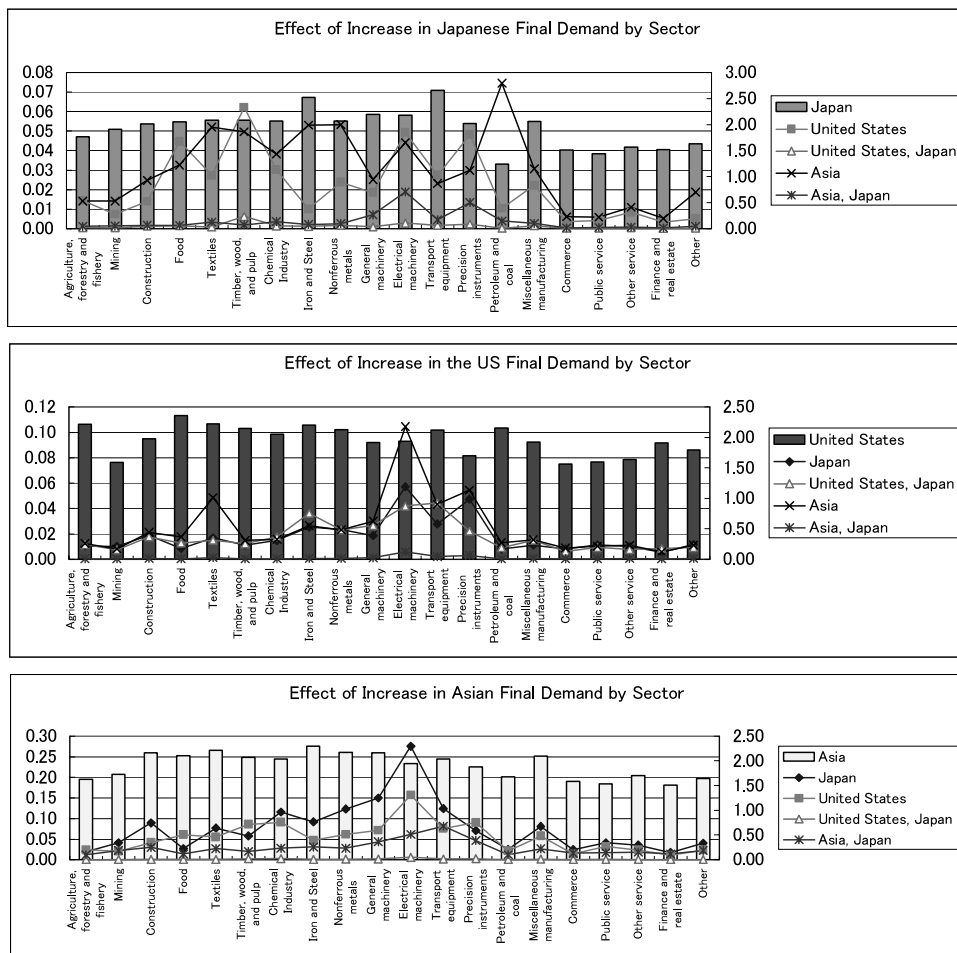 Effect of Increase in Japanese Final Demand by Sector
0.08
0.07
0.06
0.05
0.04
0.03
0.02
0.01
0.00
3.00
2.50
2.00
1.50
1.00
0.50
0.00
Japan
United States
United States, Japan
Asia
Asia, Japan
Agriculture,
forestry and
fishery
Mining
Construction
Food
Textiles
Timber, wood,
and pulp
Chemical
Industry
Iron and Steel
Nonferrous
metals
General
machinery
Electrical
machinery
Transport
equipment
Precision
instruments
Petroleum and
coal
Miscellaneous
manufacturing
Commerce
Public service
Other service
Finance and
real estate
Other
Effect of Increase in the US Final Demand by Sector
0.12
0.10
0.08
0.06
0.04
0.02
0.00
2.50
2.00
1.50
1.00
0.50
0.00
United States
Japan
United States, Japan
Asia
Asia, Japan
Agriculture,
forestry and
fishery
Mining
Construction
Food
Textiles
Timber, wood,
and pulp
Chemical
Industry
Iron and Steel
Nonferrous
metals
General
machinery
Electrical
machinery
Transport
equipment
Precision
instruments
Petroleum and
coal
Miscellaneous
manufacturing
Commerce
Public service
Other service
Finance and
real estate
Other
Effect of Increase in Asian Final Demand by Sector
0.30
0.25
0.20
0.15
0.10
0.05
0.00
2.50
2.00
1.50
1.00
0.50
0.00
Asia
Japan
United States
United States, Japan
Asia, Japan
Agriculture,
forestry and
fishery
Mining
Construction
Food
Textiles
Timber, wood,
and pulp
Chemical
Industry
Iron and Steel
Nonferrous
metals
General
machinery
Electrical
machinery
Transport
equipment
Precision
instruments
Petroleum and
coal
Miscellaneous
manufacturing
Commerce
Public service
Other service
Finance and
real estate
Other